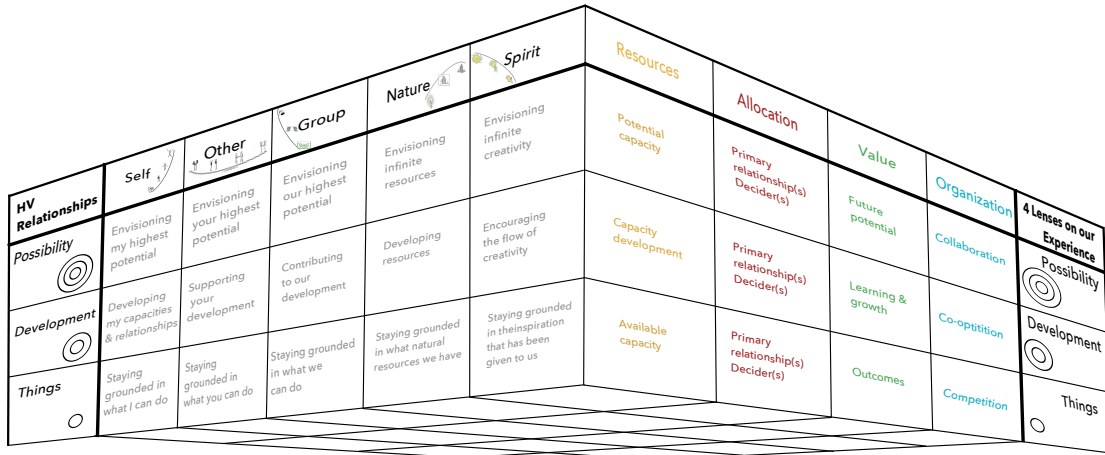 HV
Relationships
Self
Other
Group
Nature
Spirit
Resources
Allocation
Value
Organization
4 Lenses on our
Experience
Possibility
Envisioning
my highest
potential
Envisioning
your highest
potential
Envisioning
our highest
potential
Envisioning
infinite
resources
Envisioning
infinite
creativity
Potential
capacity
Primary
relationship(s)
Decider(s)
Future
potential
Collaboration
Possibility
Development
Developing
my capacities
& relationships
Supporting
your
development
Contributing
to our
development
Developing
resources
Encouraging
the flow of
creativity
Capacity
development
Primary
relationship(s)
Decider(s)
Learning &
growth
Co-optitition
Development
Things
Staying
grounded in
what I can do
Staying
grounded in
what you can do
Staying grounded
in what we
can do
Staying grounded
in what natural
resources we have
Staying grounded
in theinspiration
that has been
given to us
Available
capacity
Primary
relationship(s)
Decider(s)
Outcomes
Competition
Things